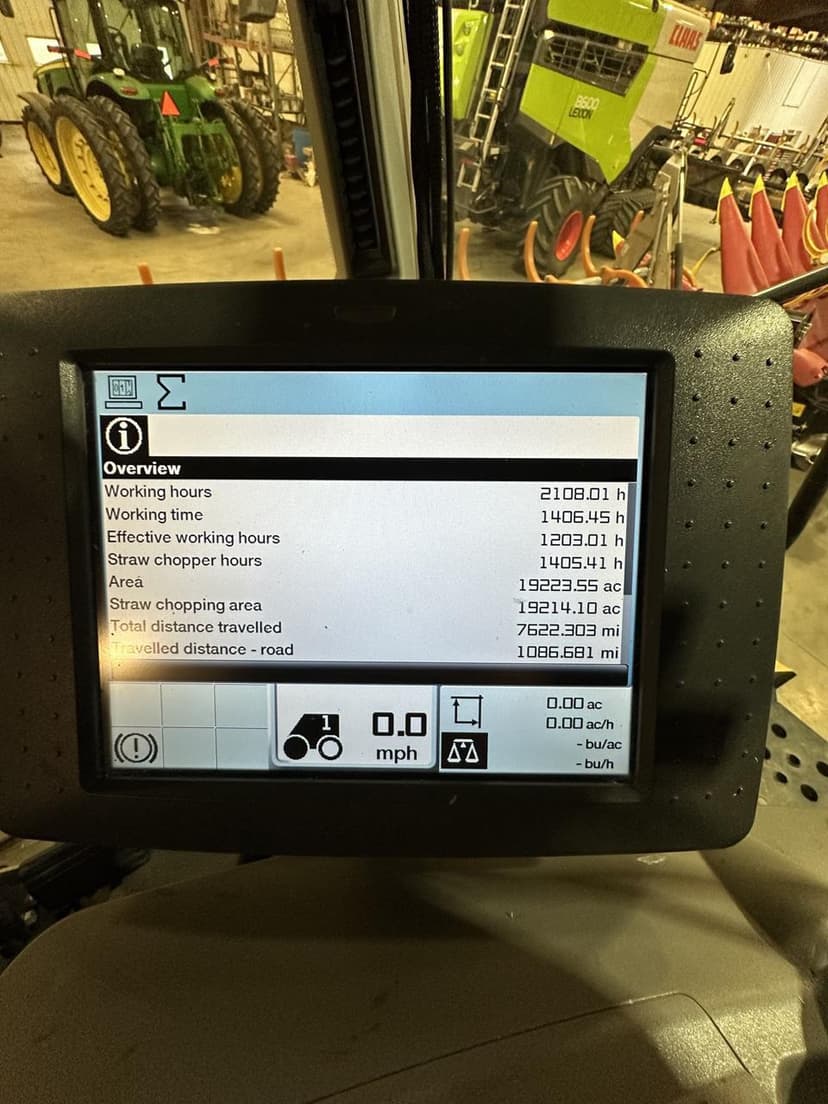 CLAAS
8600
LEXION
Overview
Working hours 2108.01 h
Working time 1406.45 h
Effective working hours 1203.01 h
Straw chopper hours 1405.41 h
Area 19223.55 ac
Straw chopping area 19214.10 ac
Total distance travelled 7622.303 mi
Travelled distance - road 1086.681 mi
1
0.0
mph
0.00 ac
0.00 ac/h
- bu/ac
- bu/h